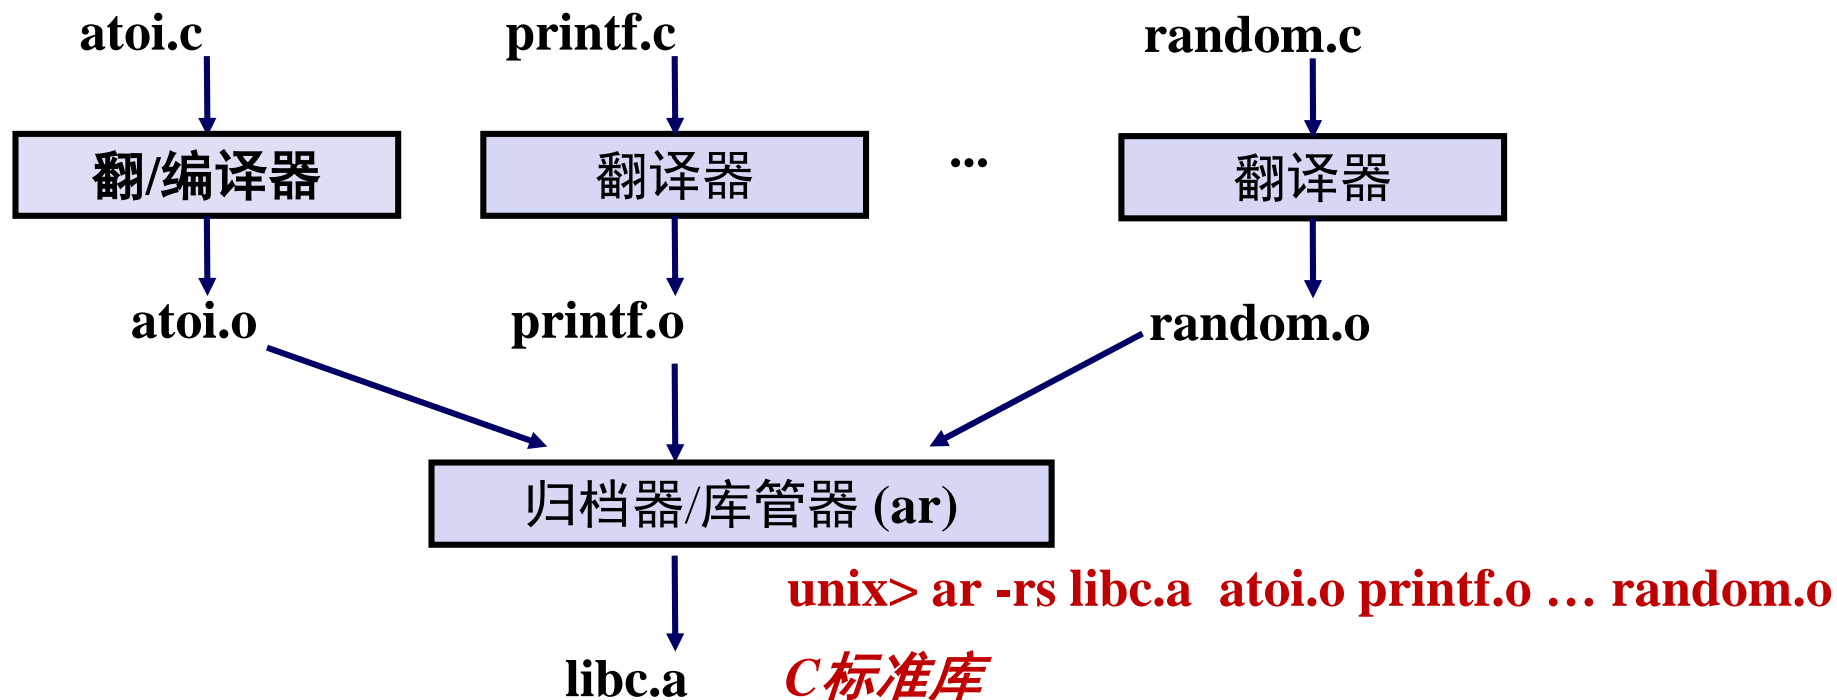 atoi.c printf.c random.c
翻/编译器 翻译器 ... 翻译器
atoi.o printf.o random.o
归档器/库管器 (ar)
unix> ar -rs libc.a atoi.o printf.o … random.o
libc.a C标准库